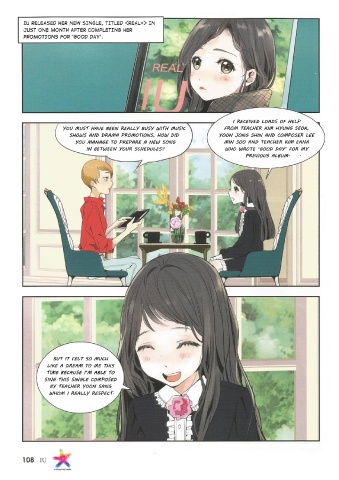 IU RELEASED HER NEW SINGLE, TITLED <REAL+> IN
JUST ONE MONTH AFTER COMPLETING HER
PROMOTIONS FOR 'GOOD DAY'.
REAL
IU
YOU MUST HAVE BEEN REALLY BUSY WITH MUSIC
SHOWS AND DRAMA PROMOTIONS. HOW DID
YOU MANAGE TO PREPARE A NEW SONG
IN BETWEEN YOUR SCHEDULES?
I RECEIVED LOADS OF HELP
FROM TEACHER KIM HYUNG SEOK,
YOON JONG SHIN AND COMPOSER LEE
MIN SOO AND TEACHER KIM EANA
WHO WROTE 'GOOD DAY' FOR MY
PREVIOUS ALBUM.
BUT IT FELT SO MUCH
LIKE A DREAM TO ME THIS
TIME BECAUSE I'M ABLE TO
SING THIS SINGLE COMPOSED
BY TEACHER YOON SANG
WHOM I REALLY RESPECT.
108 IU